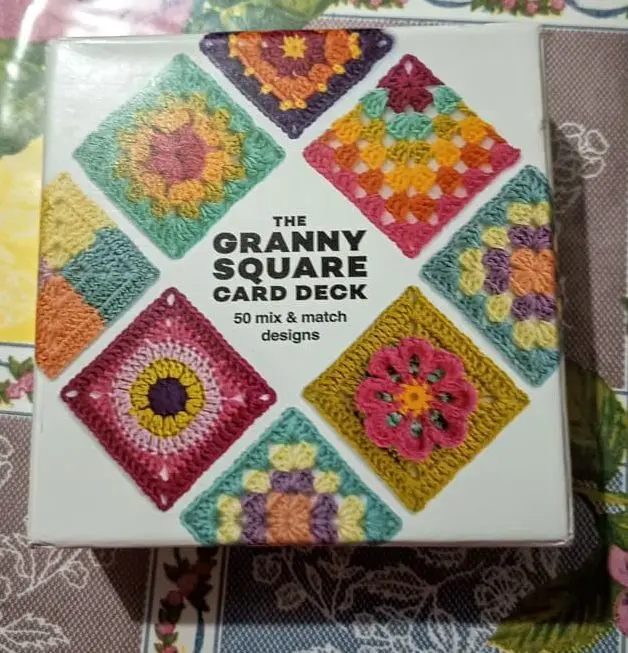 THE
GRANNY
SQUARE
CARD DECK
50 mix & match
designs